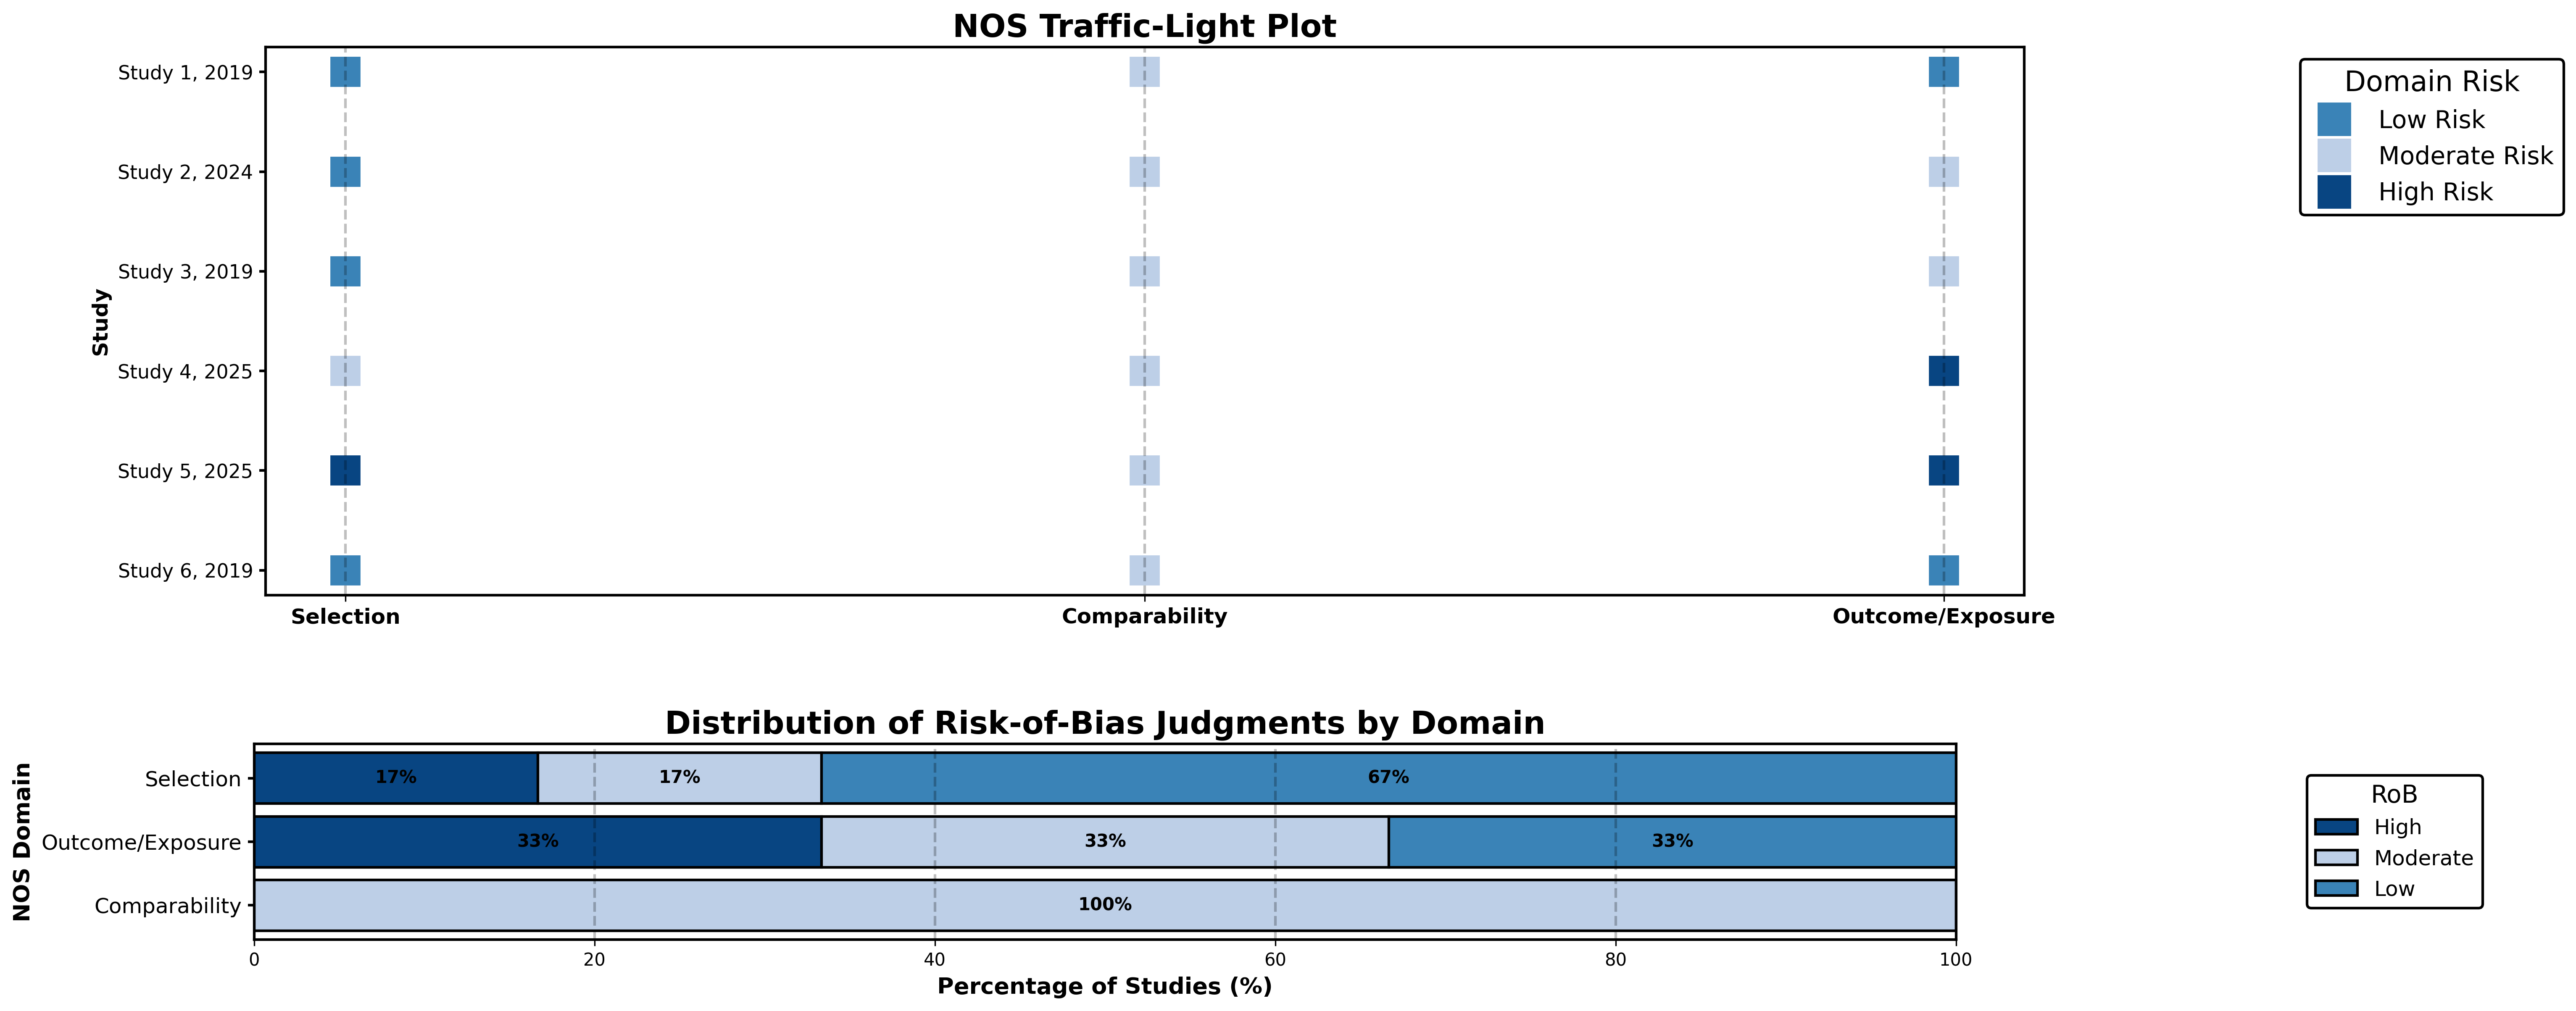 NOS Traffic-Light Plot
Study
Study 1, 2019
Study 2, 2024
Study 3, 2019
Study 4, 2025
Study 5, 2025
Study 6, 2019
Selection
Comparability
Outcome/Exposure
Domain Risk
Low Risk
Moderate Risk
High Risk
Distribution of Risk-of-Bias Judgments by Domain
NOS Domain
Selection
17%
17%
67%
Outcome/Exposure
33%
33%
33%
Comparability
100%
0
20
40
60
80
100
Percentage of Studies (%)
RoB
High
Moderate
Low